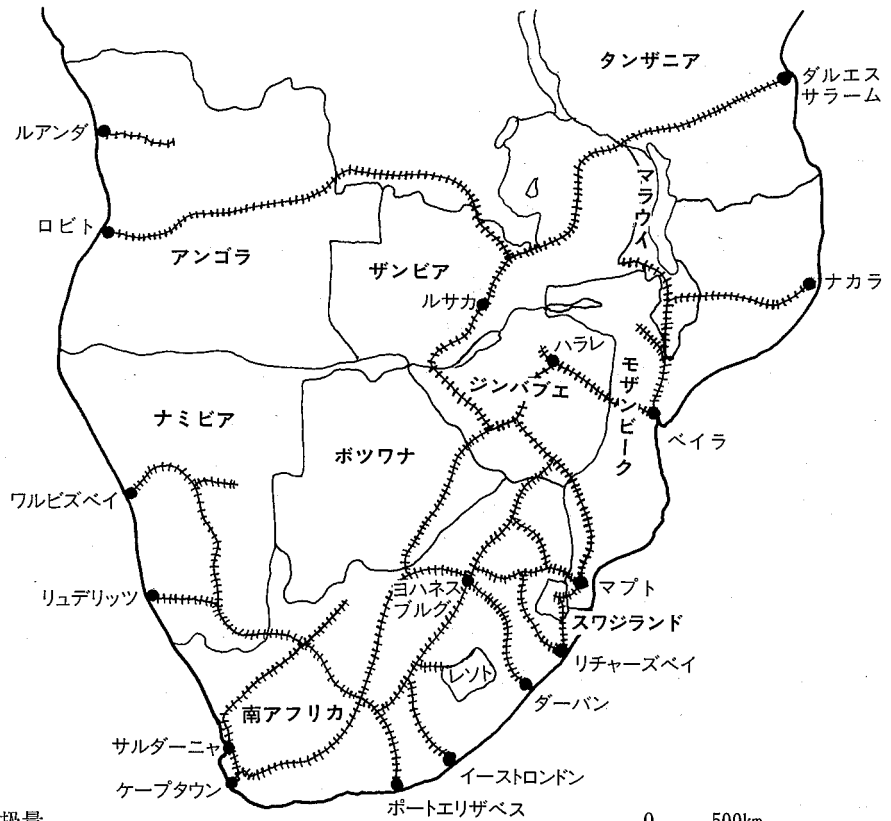 タンザニア
ダルエス
サラーム
ルアンダ
マラウイ
ロビト
アンゴラ
ザンビア
ルサカ
ナカラ
ハラレ
ジンバブエ
モザンビーク
ナミビア
ボツワナ
ベイラ
ワルビズベイ
リュデリッツ
ヨハネス
ブルグ
マプト
スワジランド
リチャーズベイ
レソト
ダーバン
南アフリカ
サルダーニャ
イーストロンドン
ケープタウン
ポートエリザベス
扱量
0 500km